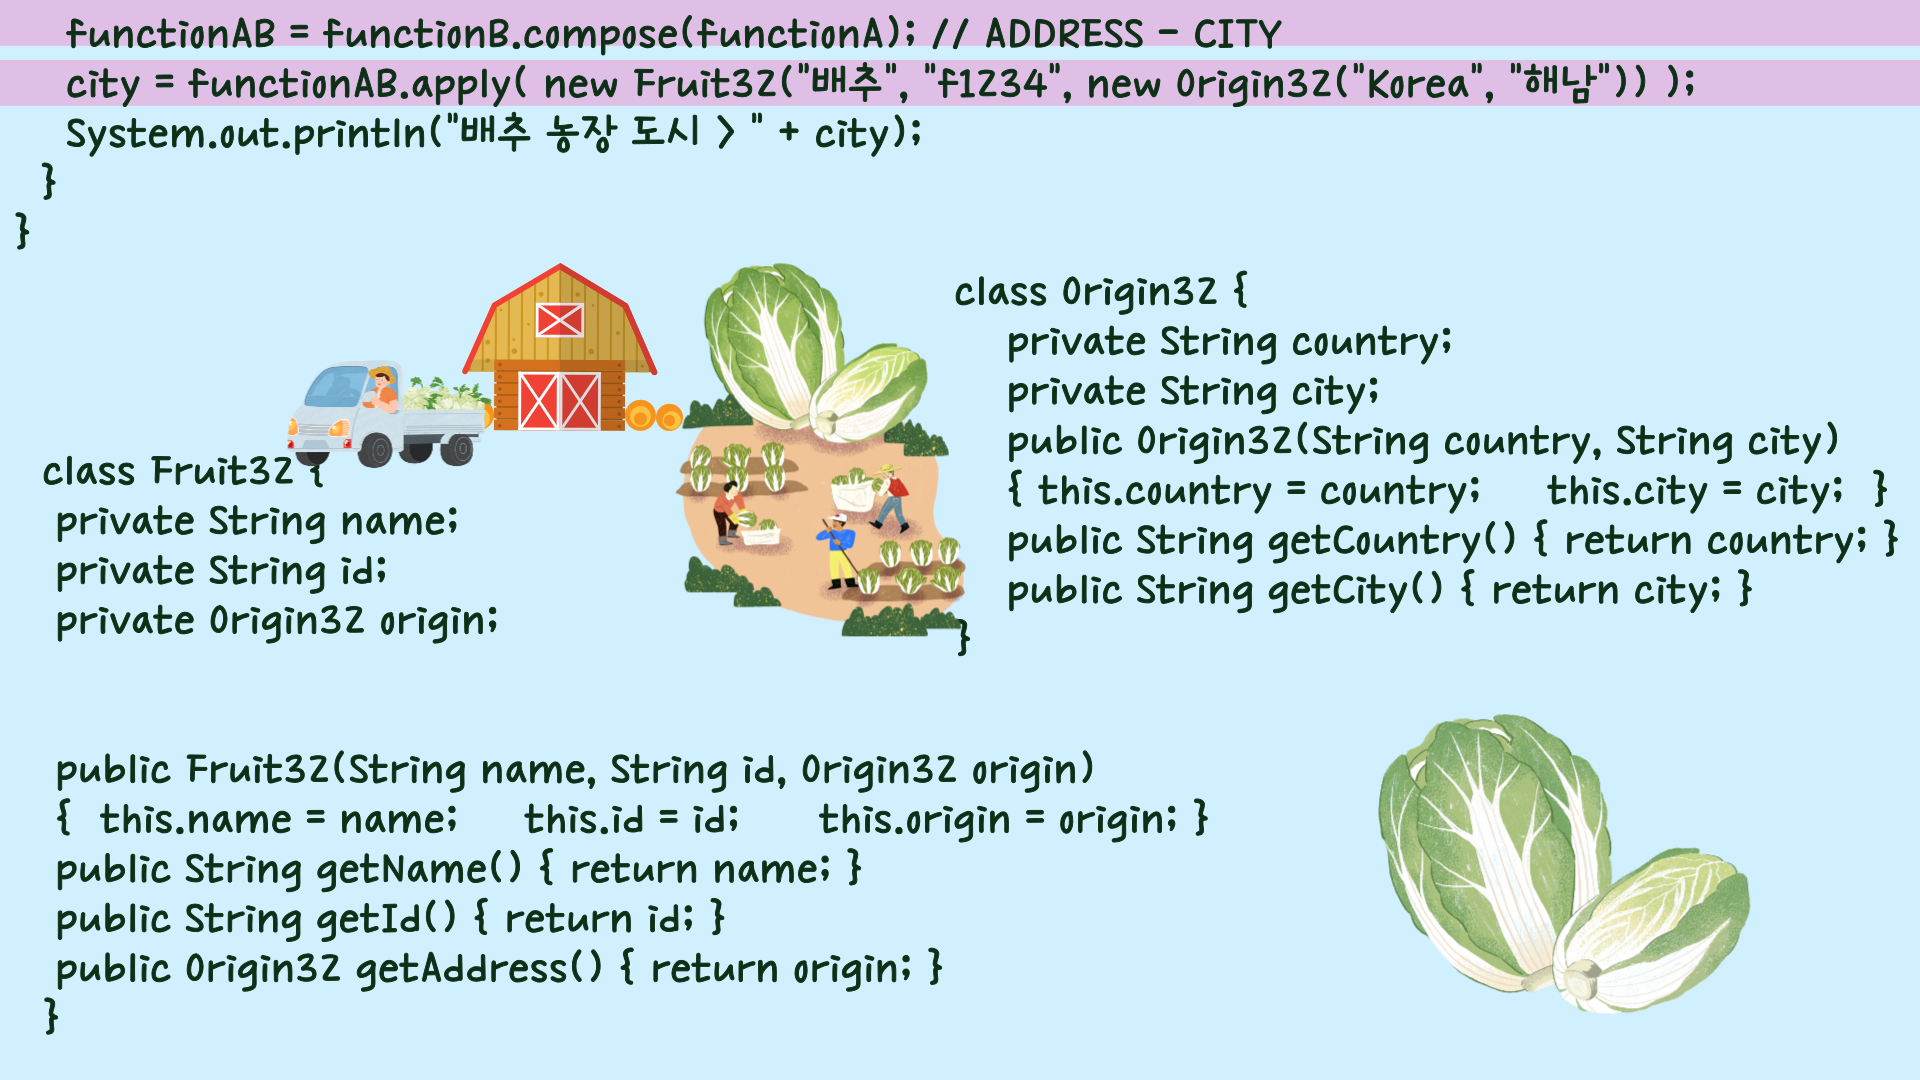 functionAB = functionB.compose(functionA); // ADDRESS - CITY
city = functionAB.apply( new Fruit32("배추", "f1234", new Origin32("Korea", "해남")) );
System.out.println("배추 농장 도시 > " + city);
}
}
class Fruit32 {
private String name;
private String id;
private Origin32 origin;
public Fruit32(String name, String id, Origin32 origin)
{ this.name = name; this.id = id; this.origin = origin; }
public String getName() { return name; }
public String getId() { return id; }
public Origin32 getAddress() { return origin; }
}
class Origin32 {
private String country;
private String city;
public Origin32(String country, String city)
{ this.country = country; this.city = city; }
public String getCountry() { return country; }
public String getCity() { return city; }
}